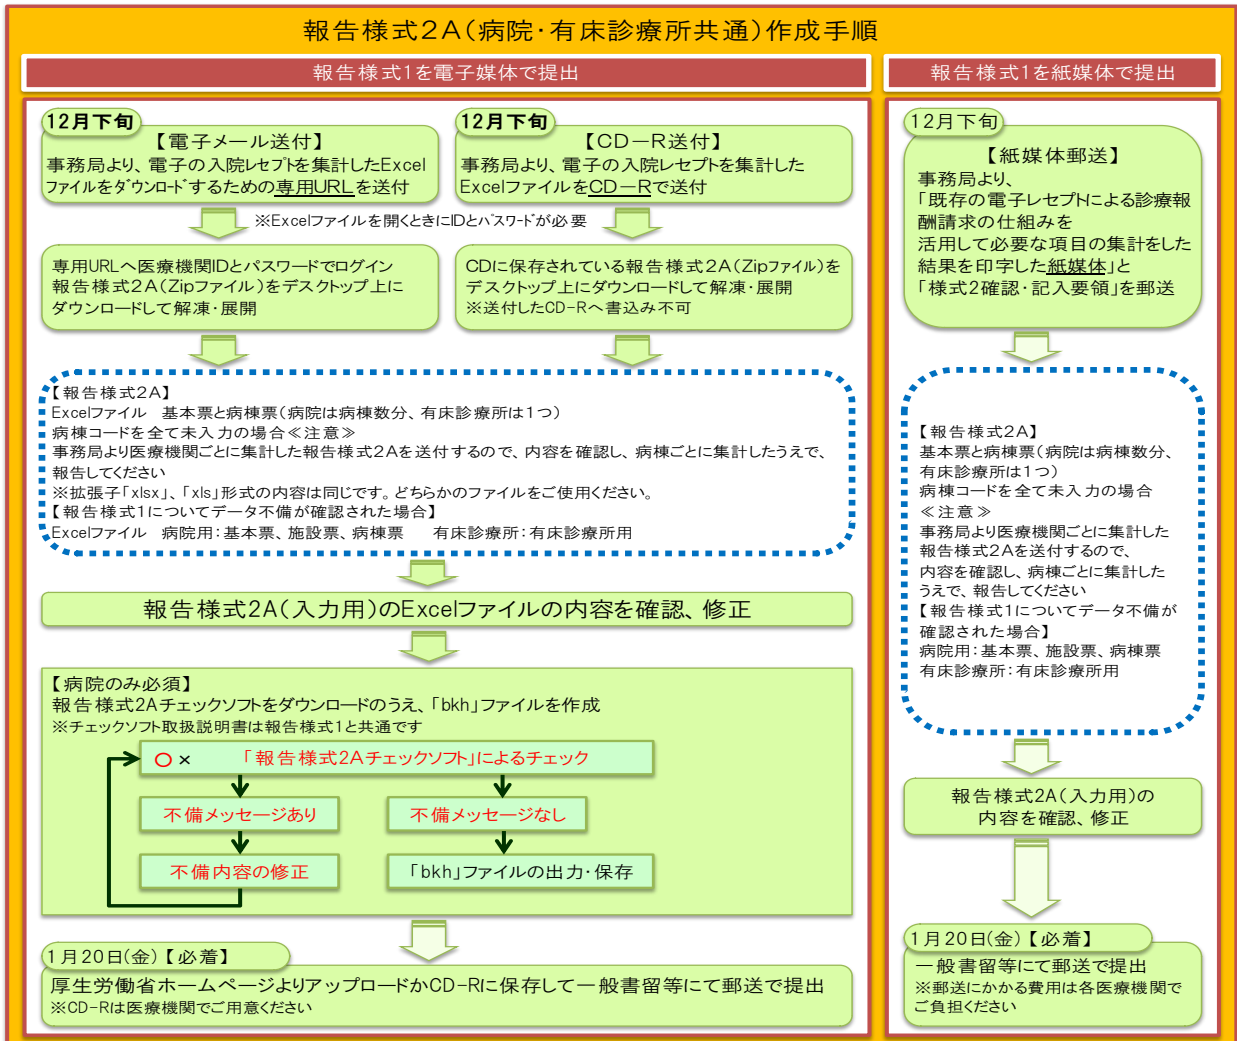 報告様式2A(病院・有床診療所共通)作成手順
報告様式1を電子媒体で提出
12月下旬
【電子メール送付】
事務局より、電子の入院レセプトを集計したExcel
ファイルをダウンロードするための専用URLを送付
12月下旬
【CD-R送付】
事務局より、電子の入院レセプトを集計した
ExcelファイルをCD-Rで送付
※Excelファイルを開くときにIDとパスワードが必要
専用URLへ医療機関IDとパスワードでログイン
報告様式2A(Zipファイル)をデスクトップ上に
ダウンロードして解凍・展開
CDに保存されている報告様式2A(Zipファイル)を
デスクトップ上にダウンロードして解凍・展開
※送付したCD-Rへ書込み不可
【報告様式2A】
Excelファイル 基本票と病棟票(病院は病棟数分、有床診療所は1つ)
病棟コードを全て未入力の場合≪注意≫
事務局より医療機関ごとに集計した報告様式2Aを送付するので、内容を確認し、病棟ごとに集計したうえで、
報告してください
※拡張子「xlsx」、「xls」形式の内容は同じです。どちらかのファイルをご使用ください。
【報告様式1についてデータ不備が確認された場合】
Excelファイル 病院用:基本票、施設票、病棟票 有床診療所:有床診療所用
報告様式2A(入力用)のExcelファイルの内容を確認、修正
【病院のみ必須】
報告様式2Aチェックソフトをダウンロードのうえ、「bkh」ファイルを作成
※チェックソフト取扱説明書は報告様式1と共通です
○× 「報告様式2Aチェックソフト」によるチェック
不備メッセージあり
不備メッセージなし
不備内容の修正
「bkh」ファイルの出力・保存
1月20日(金)【必着】
厚生労働省ホームページよりアップロードかCD-Rに保存して一般書留等にて郵送で提出
※CD-Rは医療機関でご用意ください
報告様式1を紙媒体で提出
12月下旬
【紙媒体郵送】
事務局より、
「既存の電子レセプトによる診療報
酬請求の仕組みを
活用して必要な項目の集計をした
結果を印字した紙媒体」と
「様式2確認・記入要領」を郵送
【報告様式2A】
基本票と病棟票(病院は病棟数分、
有床診療所は1つ)
病棟コードを全て未入力の場合
≪注意≫
事務局より医療機関ごとに集計した
報告様式2Aを送付するので、
内容を確認し、病棟ごとに集計した
うえで、報告してください
【報告様式1についてデータ不備が
確認された場合】
病院用:基本票、施設票、病棟票
有床診療所:有床診療所用
報告様式2A(入力用)の
内容を確認、修正
1月20日(金)【必着】
一般書留等にて郵送で提出
※郵送にかかる費用は各医療機関で
ご負担ください